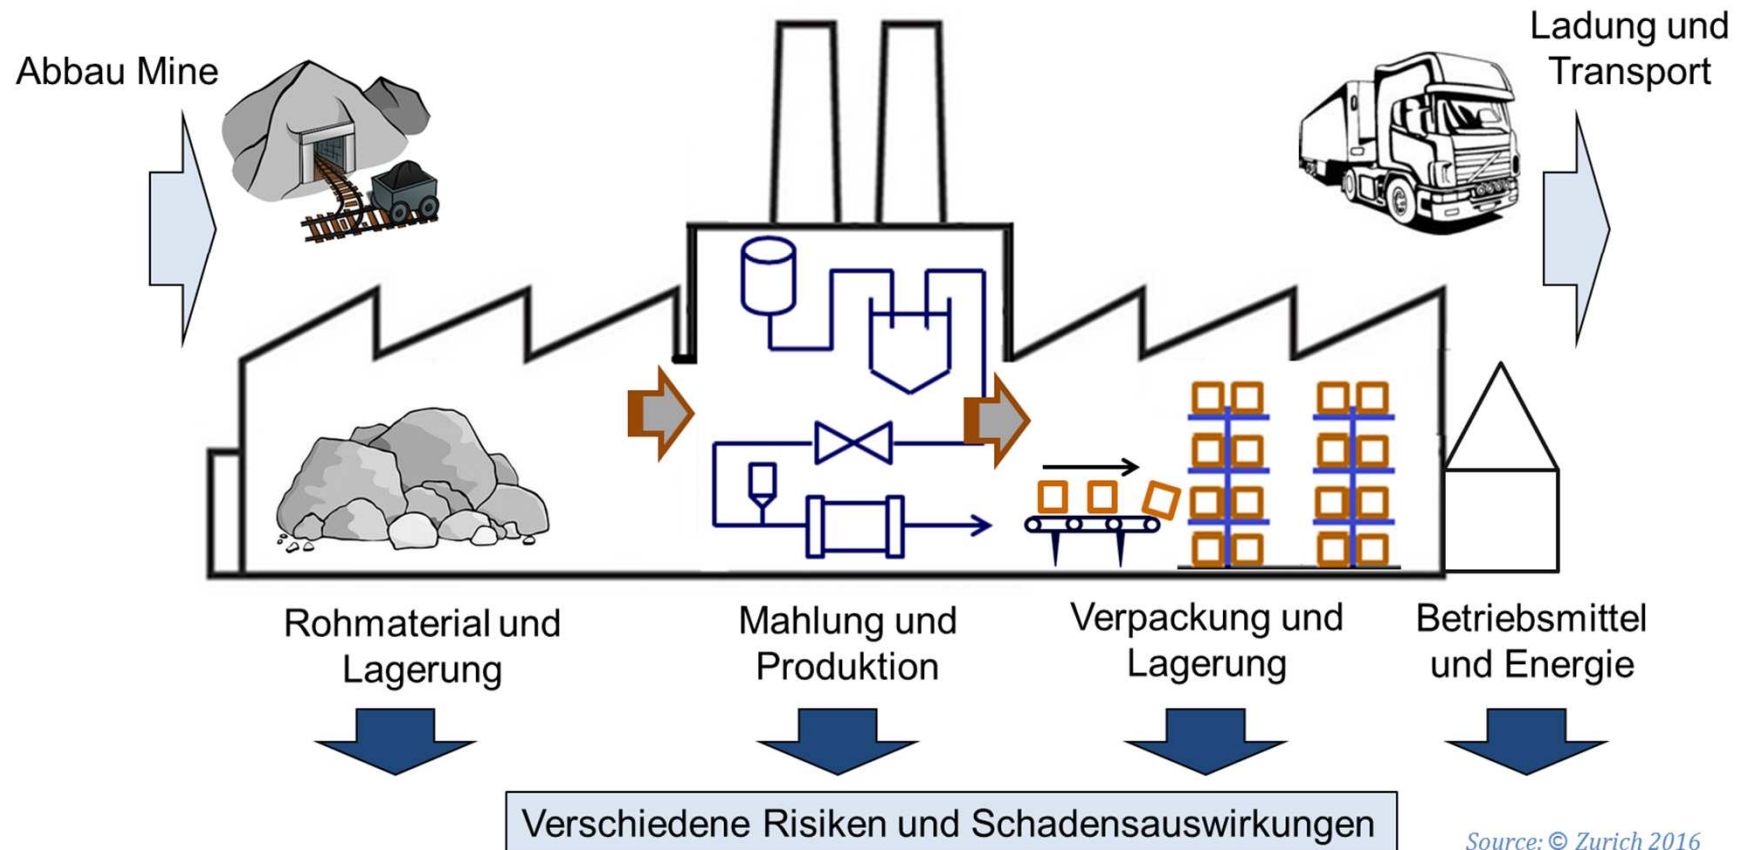 Abbau Mine
Ladung und
Transport
Rohmaterial und
Lagerung
Mahlung und
Produktion
Verpackung und
Lagerung
Betriebsmittel
und Energie
Verschiedene Risiken und Schadensauswirkungen
Source: © Zurich 2016